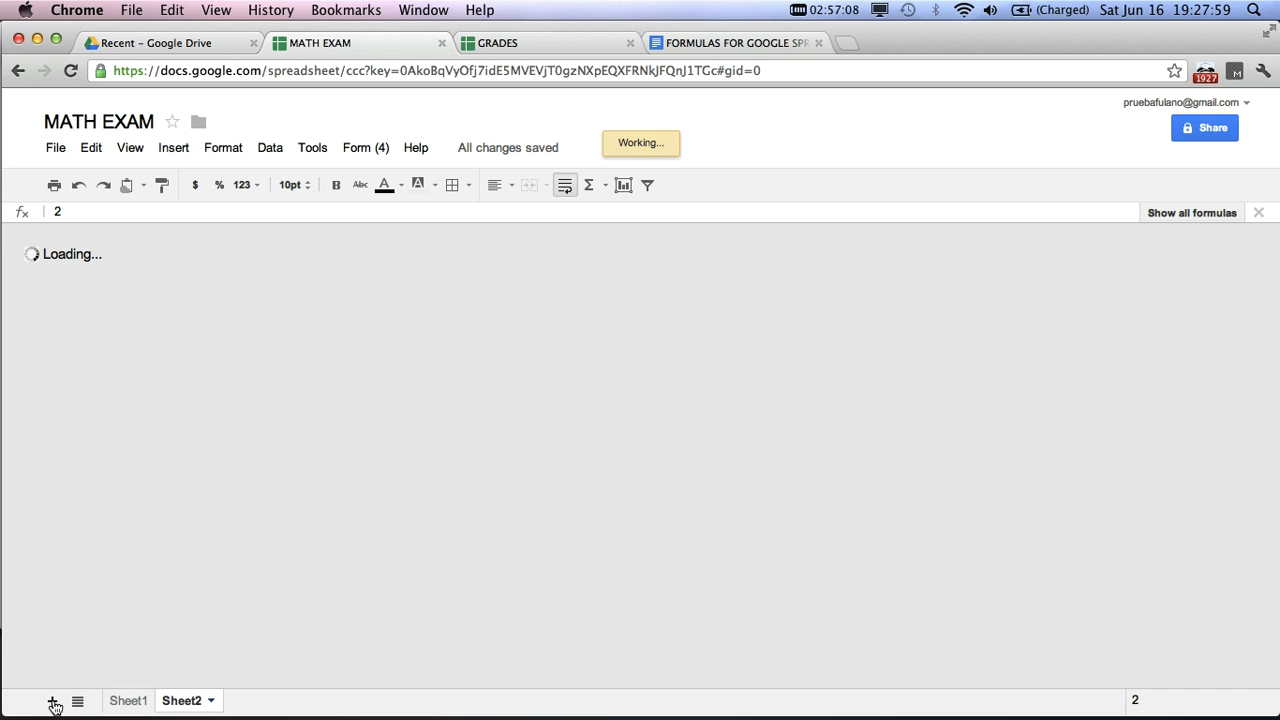 Chrome File Edit View History Bookmarks Window Help 02:57:08 (Charged) Sat Jun 16 19:27:59
Recent – Google Drive MATH EXAM GRADES FORMULAS FOR GOOGLE SPR
https://docs.google.com/spreadsheet/ccc?key=0AkoBqVyOfj7idE5MVEVjT0gzNXpEQXFRNkJFQnJ1TGc#gid=0 1927 M
pruebafulano@gmail.com
MATH EXAM
Share
File Edit View Insert Format Data Tools Form (4) Help All changes saved Working...
$ % 123 10pt B Abc A A Σ
fx 2 Show all formulas
Loading...
+ Sheet1 Sheet2 2